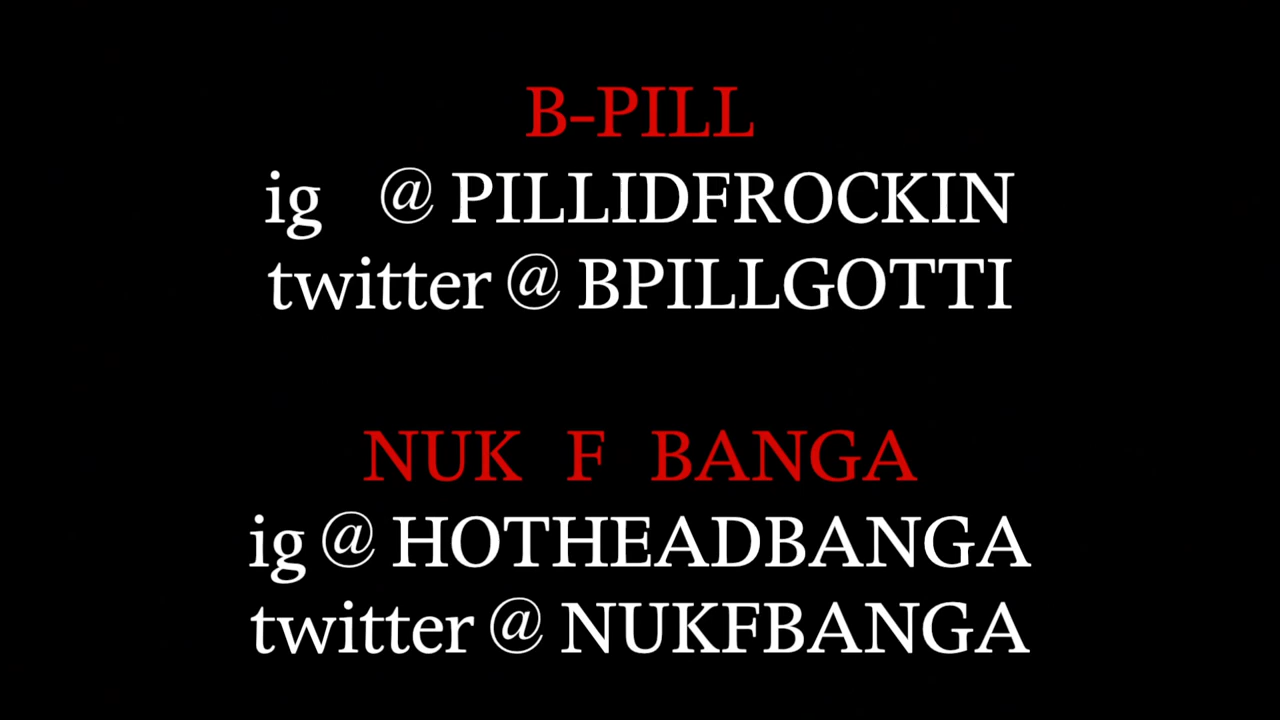 B-PILL
ig @ PILLIDFROCKIN
twitter @ BPILLGOTTI
NUK F BANGA
ig @ HOTHEADBANGA
twitter @ NUKFBANGA